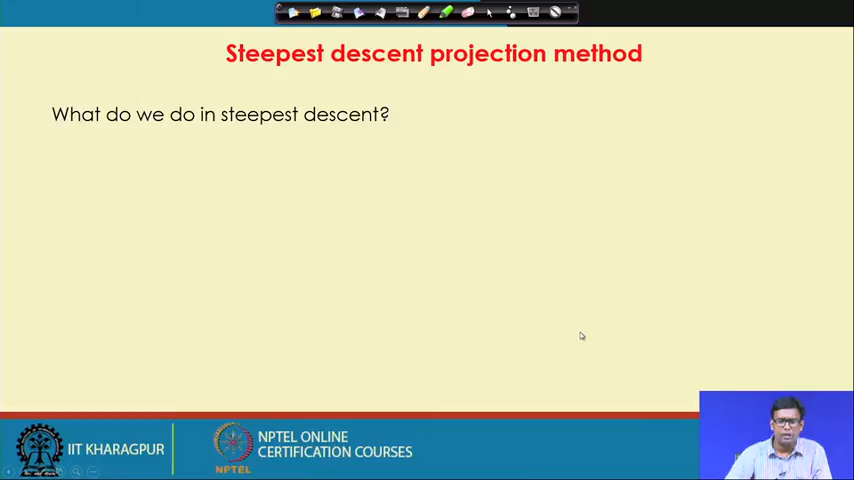 Steepest descent projection method
What do we do in steepest descent?
IIT KHARAGPUR
NPTEL
NPTEL ONLINE
CERTIFICATION COURSES